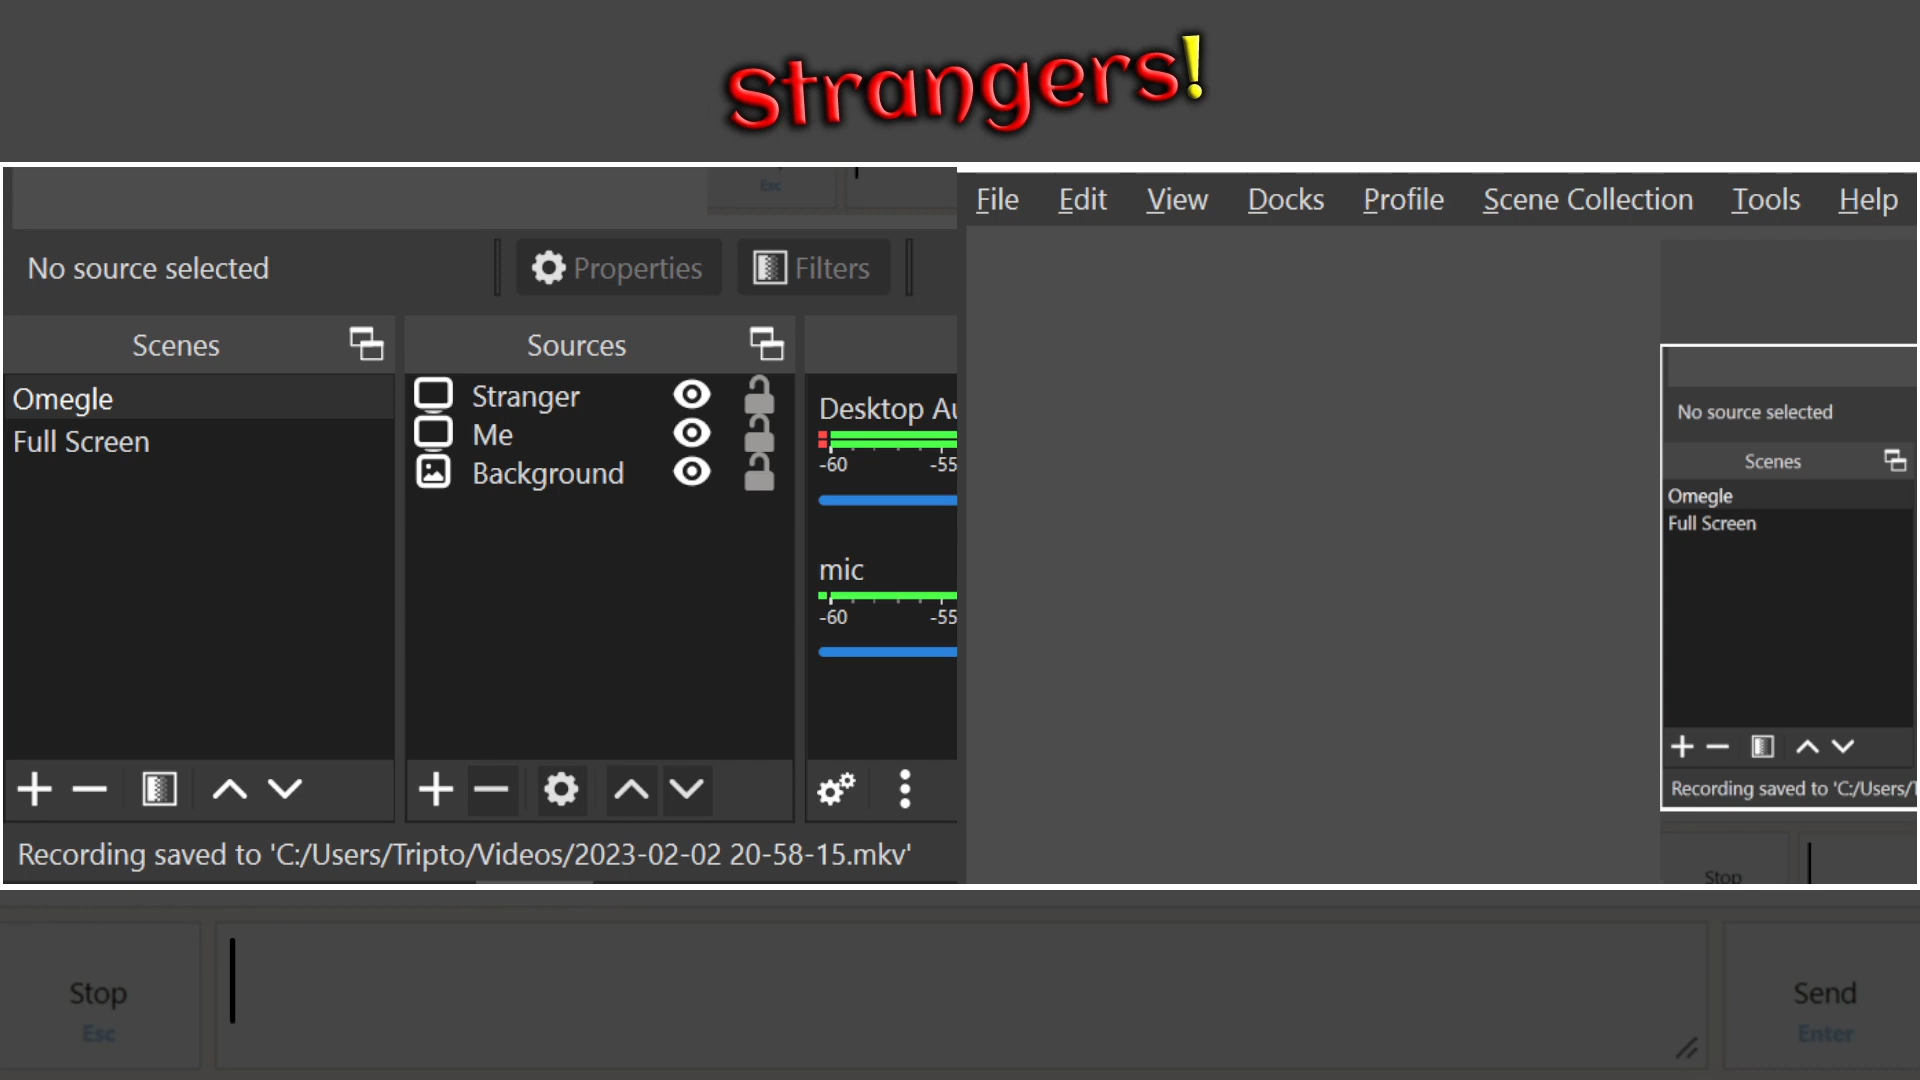 Strangers!
Esc
No source selected
Properties
Filters
Scenes
Sources
Omegle
Full Screen
Stranger
Me
Background
Desktop Au
-60 -55
mic
-60 -55
Recording saved to 'C:/Users/Tripto/Videos/2023-02-02 20-58-15.mkv'
File Edit View Docks Profile Scene Collection Tools Help
No source selected
Scenes
Omegle
Full Screen
Recording saved to 'C:/Users/T
Stop
Stop
Esc
Send
Enter